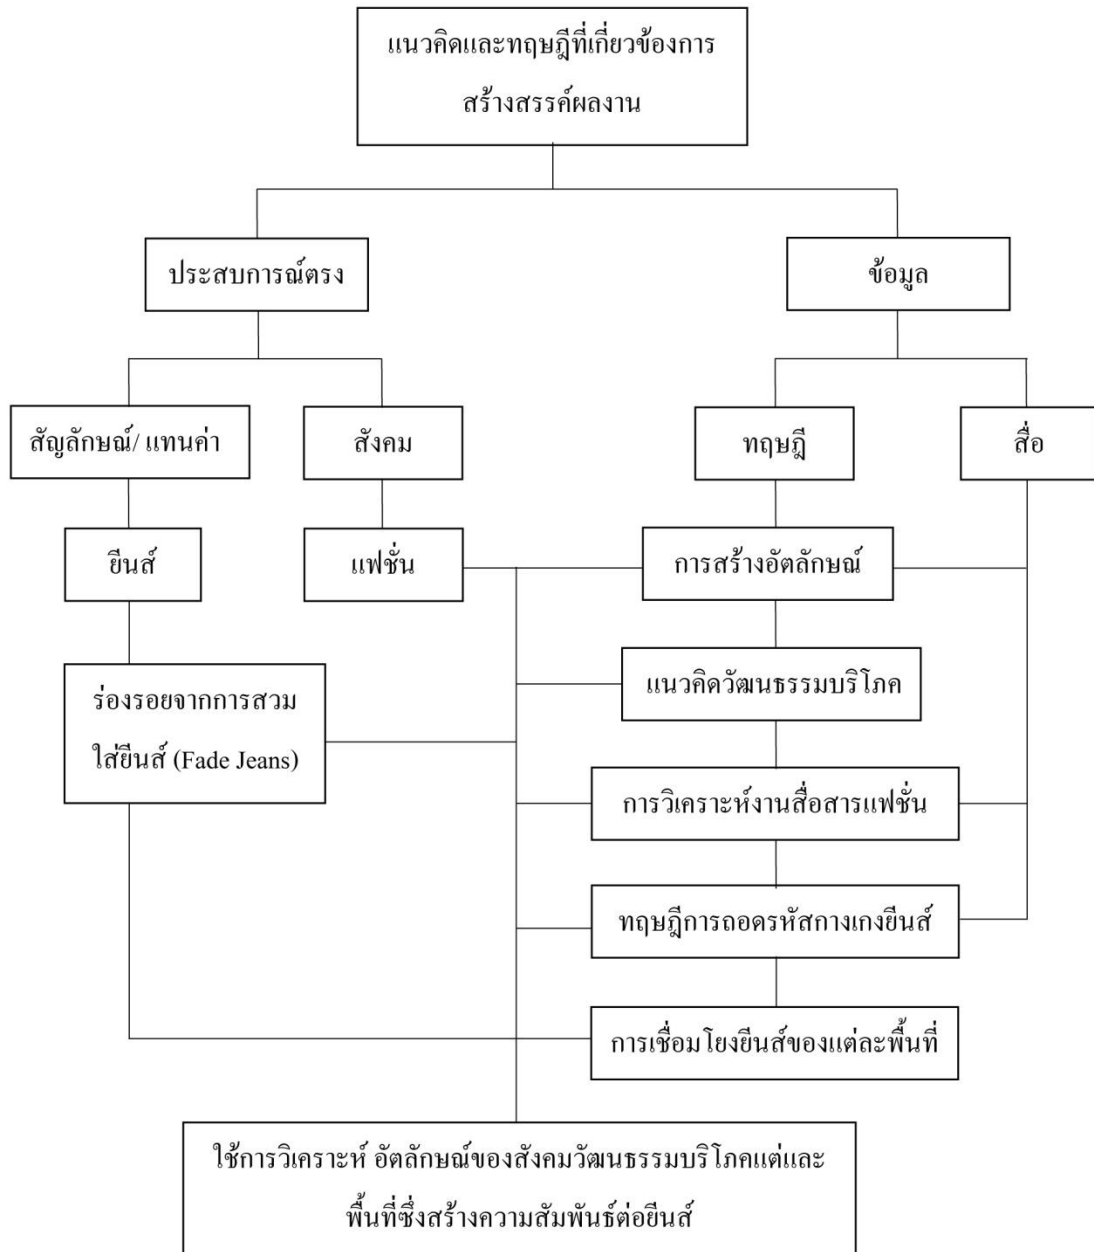 แนวคิดและทฤษฎีที่เกี่ยวข้องการ
สร้างสรรค์ผลงาน
ประสบการณ์ตรง
ข้อมูล
สัญลักษณ์/ แทนค่า
สังคม
ทฤษฎี
สื่อ
ยีนส์
แฟชั่น
การสร้างอัตลักษณ์
แนวคิดวัฒนธรรมบริโภค
ร่องรอยจากการสวม
ใส่ยีนส์ (Fade Jeans)
การวิเคราะห์งานสื่อสารแฟชั่น
ทฤษฎีการถอดรหัสกางเกงยีนส์
การเชื่อมโยงยีนส์ของแต่ละพื้นที่
ใช้การวิเคราะห์ อัตลักษณ์ของสังคมวัฒนธรรมบริโภคแต่และ
พื้นที่ซึ่งสร้างความสัมพันธ์ต่อยีนส์